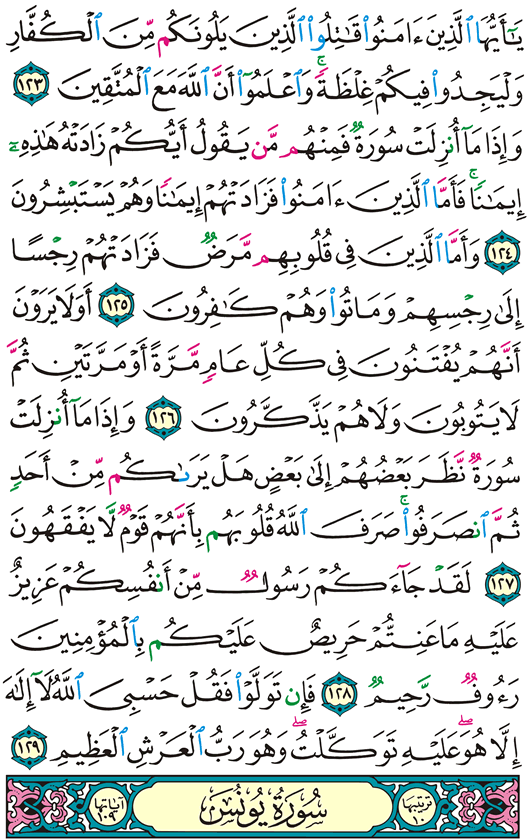 يَٰٓأَيُّهَا ٱلَّذِينَ ءَامَنُوا۟ قَٰتِلُوا۟ ٱلَّذِينَ يَلُونَكُم مِّنَ ٱلْكُفَّارِ
وَلْيَجِدُوا۟ فِيكُمْ غِلْظَةً ۚ وَٱعْلَمُوٓا۟ أَنَّ ٱللَّهَ مَعَ ٱلْمُتَّقِينَ ١٢٣
وَإِذَا مَآ أُنزِلَتْ سُورَةٌ فَمِنْهُم مَّن يَقُولُ أَيُّكُمْ زَادَتْهُ هَٰذِهِۦٓ
إِيمَٰنًا ۚ فَأَمَّا ٱلَّذِينَ ءَامَنُوا۟ فَزَادَتْهُمْ إِيمَٰنًا وَهُمْ يَسْتَبْشِرُونَ
١٢٤ وَأَمَّا ٱلَّذِينَ فِى قُلُوبِهِم مَّرَضٌ فَزَادَتْهُمْ رِجْسًا
إِلَىٰ رِجْسِهِمْ وَمَاتُوا۟ وَهُمْ كَٰفِرُونَ ١٢٥ أَوَلَا يَرَوْنَ
أَنَّهُمْ يُفْتَنُونَ فِى كُلِّ عَامٍ مَّرَّةً أَوْ مَرَّتَيْنِ ثُمَّ
لَا يَتُوبُونَ وَلَا هُمْ يَذَّكَّرُونَ ١٢٦ وَإِذَا مَآ أُنزِلَتْ
سُورَةٌ نَّظَرَ بَعْضُهُمْ إِلَىٰ بَعْضٍ هَلْ يَرَىٰكُم مِّنْ أَحَدٍ
ثُمَّ ٱنصَرَفُوا۟ ۚ صَرَفَ ٱللَّهُ قُلُوبَهُم بِأَنَّهُمْ قَوْمٌ لَّا يَفْقَهُونَ
١٢٧ لَقَدْ جَآءَكُمْ رَسُولٌ مِّنْ أَنفُسِكُمْ عَزِيزٌ
عَلَيْهِ مَا عَنِتُّمْ حَرِيصٌ عَلَيْكُم بِٱلْمُؤْمِنِينَ
رَءُوفٌ رَّحِيمٌ ١٢٨ فَإِن تَوَلَّوْا۟ فَقُلْ حَسْبِىَ ٱللَّهُ لَآ إِلَٰهَ
إِلَّا هُوَ ۖ عَلَيْهِ تَوَكَّلْتُ ۖ وَهُوَ رَبُّ ٱلْعَرْشِ ٱلْعَظِيمِ ١٢٩
ترتيبها ١٠ سُورَةُ يُونُسَ آياتها ١٠٩